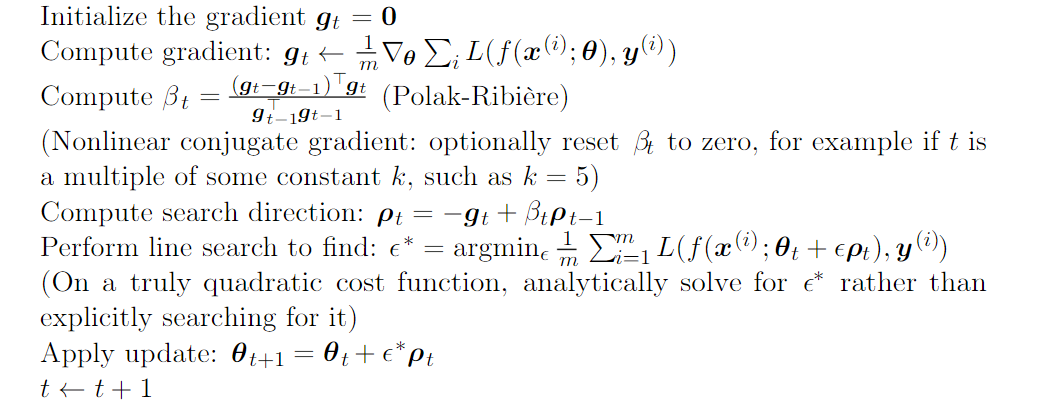 Initialize the gradient g_t = 0
Compute gradient: g_t ← 1/m ∇_θ ∑_i L(f(x^(i); θ), y^(i))
Compute β_t = (g_t−g_{t−1})^⊤ g_t / g_{t−1}^⊤ g_{t−1} (Polak-Ribière)
(Nonlinear conjugate gradient: optionally reset β_t to zero, for example if t is
a multiple of some constant k, such as k = 5)
Compute search direction: ρ_t = −g_t + β_t ρ_{t−1}
Perform line search to find: ϵ* = argmin_ϵ 1/m ∑_{i=1}^m L(f(x^(i); θ_t + ϵρ_t), y^(i))
(On a truly quadratic cost function, analytically solve for ϵ* rather than
explicitly searching for it)
Apply update: θ_{t+1} = θ_t + ϵ*ρ_t
t ← t + 1